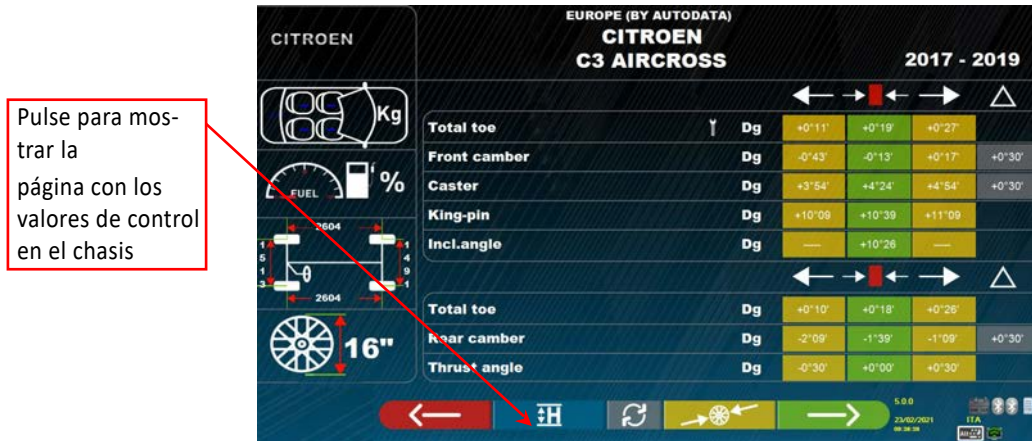 Pulse para mos-
trar la
página con los
valores de control
en el chasis
CITROEN
EUROPE (BY AUTODATA)
CITROEN
C3 AIRCROSS
2017 - 2019
Kg
FUEL
%
2604
1513
1491
2604
16"
Total toe Dg +0°11' +0°19' +0°27'
Front camber Dg -0°43' -0°13' +0°17' +0°30'
Caster Dg +3°54' +4°24' +4°54' +0°30'
King-pin Dg +10°09 +10°39 +11°09
Incl.angle Dg ---- +10°26 ----
Total toe Dg +0°10' +0°18' +0°26'
Rear camber Dg -2°09' -1°39' -1°09' +0°30'
Thrust angle Dg -0°30' +0°00' +0°30'
H
5.0.0
23/02/2021
ITA